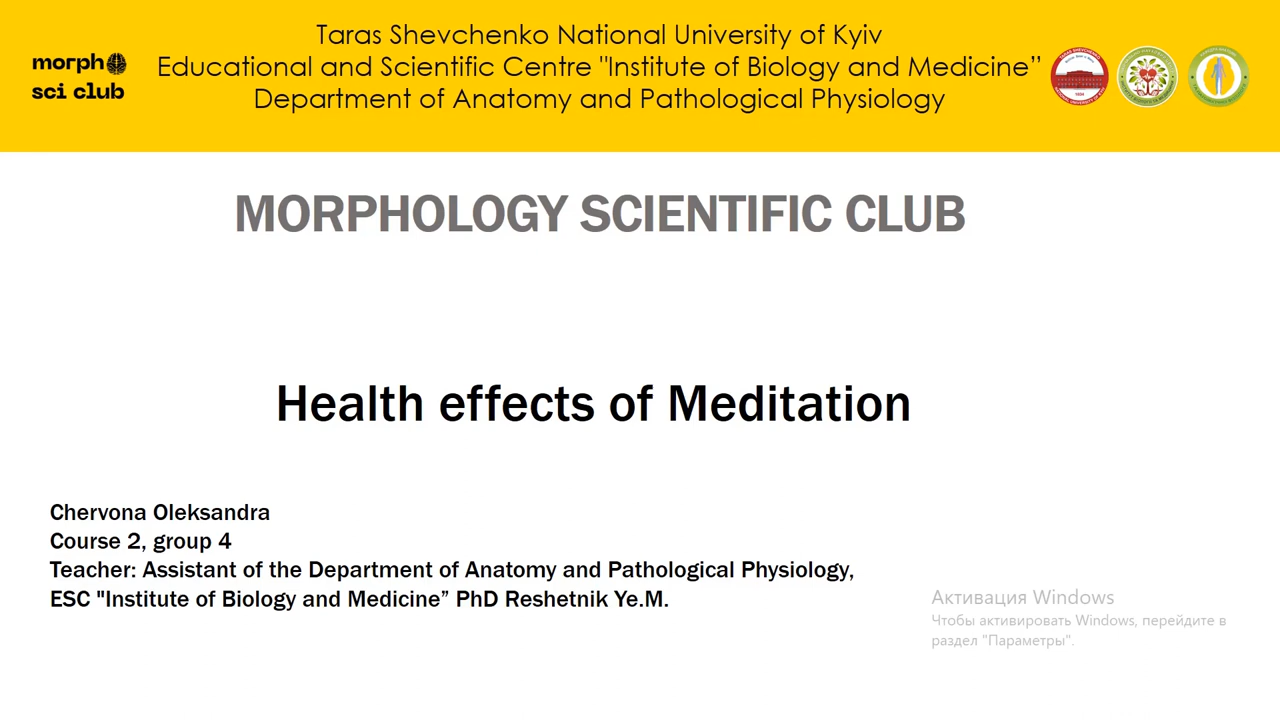 Taras Shevchenko National University of Kyiv
morph sci club
Educational and Scientific Centre "Institute of Biology and Medicine”
Department of Anatomy and Pathological Physiology
MORPHOLOGY SCIENTIFIC CLUB
Health effects of Meditation
Chervona Oleksandra
Course 2, group 4
Teacher: Assistant of the Department of Anatomy and Pathological Physiology,
ESC "Institute of Biology and Medicine” PhD Reshetnik Ye.M.
Активация Windows
Чтобы активировать Windows, перейдите в
раздел "Параметры".